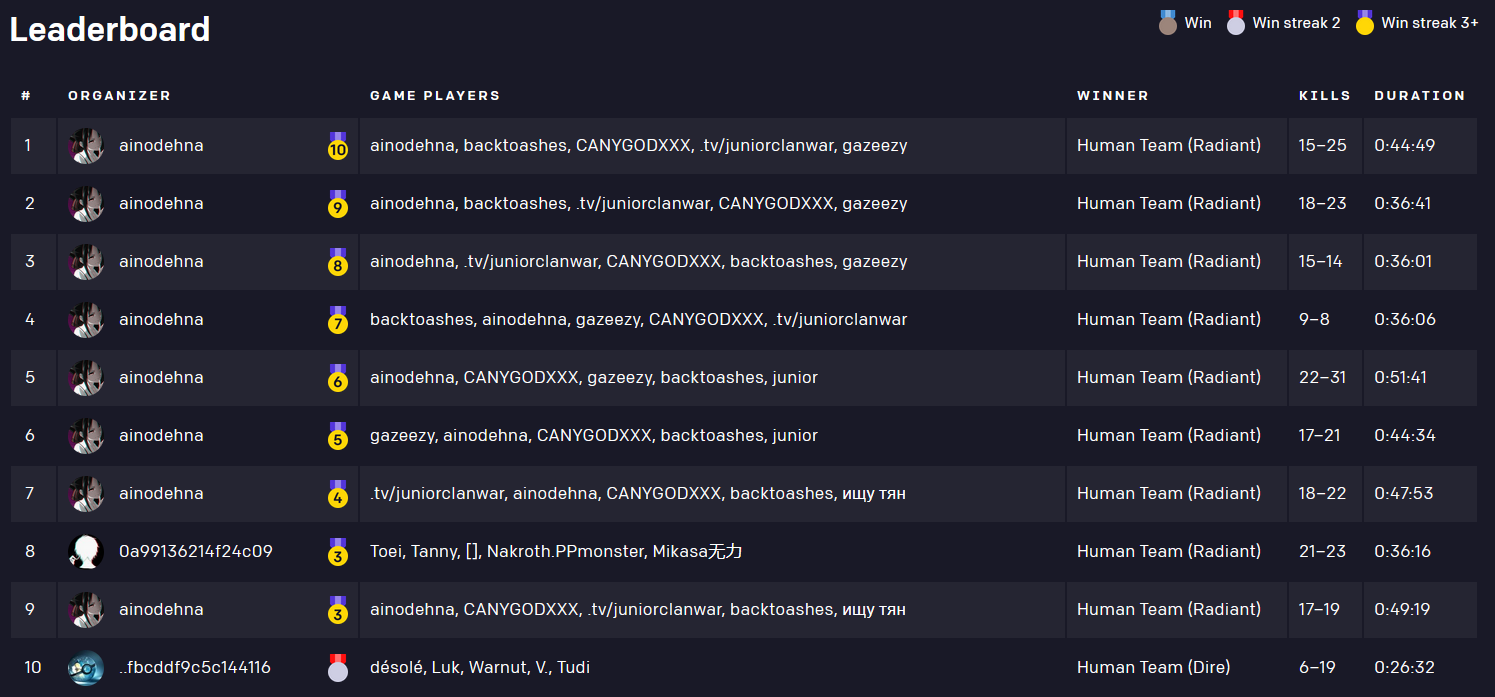 Leaderboard
Win Win streak 2 Win streak 3+
# ORGANIZER GAME PLAYERS WINNER KILLS DURATION
1 ainodehna 10 ainodehna, backtoashes, CANYGODXXX, .tv/juniorclanwar, gazeezy Human Team (Radiant) 15–25 0:44:49
2 ainodehna 9 ainodehna, backtoashes, .tv/juniorclanwar, CANYGODXXX, gazeezy Human Team (Radiant) 18–23 0:36:41
3 ainodehna 8 ainodehna, .tv/juniorclanwar, CANYGODXXX, backtoashes, gazeezy Human Team (Radiant) 15–14 0:36:01
4 ainodehna 7 backtoashes, ainodehna, gazeezy, CANYGODXXX, .tv/juniorclanwar Human Team (Radiant) 9–8 0:36:06
5 ainodehna 6 ainodehna, CANYGODXXX, gazeezy, backtoashes, junior Human Team (Radiant) 22–31 0:51:41
6 ainodehna 5 gazeezy, ainodehna, CANYGODXXX, backtoashes, junior Human Team (Radiant) 17–21 0:44:34
7 ainodehna 4 .tv/juniorclanwar, ainodehna, CANYGODXXX, backtoashes, ищу тян Human Team (Radiant) 18–22 0:47:53
8 0a99136214f24c09 3 Toei, Tanny, [], Nakroth.PPmonster, Mikasa无力 Human Team (Radiant) 21–23 0:36:16
9 ainodehna 3 ainodehna, CANYGODXXX, .tv/juniorclanwar, backtoashes, ищу тян Human Team (Radiant) 17–19 0:49:19
10 ..fbcddf9c5c144116 désolé, Luk, Warnut, V., Tudi Human Team (Dire) 6–19 0:26:32